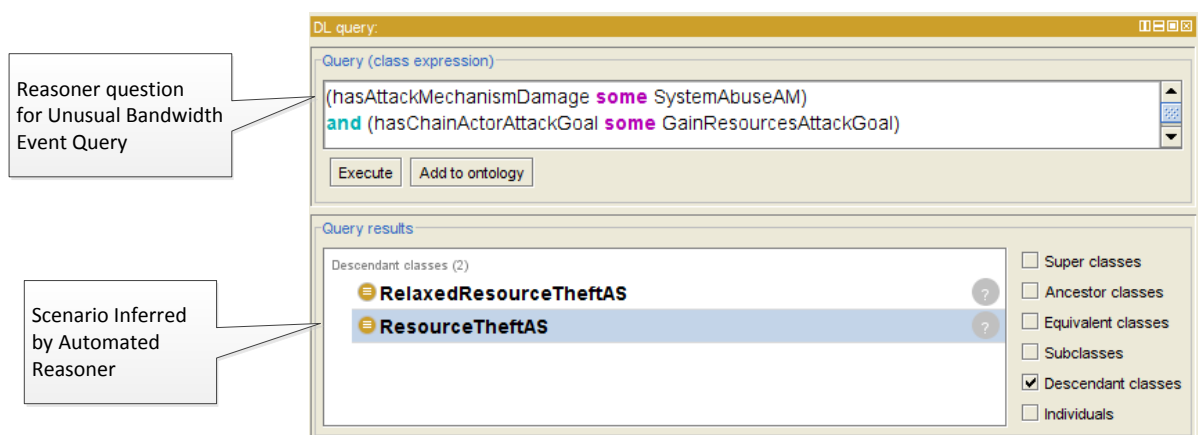 DL query:
Query (class expression)
Reasoner question
for Unusual Bandwidth
Event Query
(hasAttackMechanismDamage some SystemAbuseAM)
and (hasChainActorAttackGoal some GainResourcesAttackGoal)
Execute
Add to ontology
Query results
Descendant classes (2)
RelaxedResourceTheftAS
?
ResourceTheftAS
?
Scenario Inferred
by Automated
Reasoner
Super classes
Ancestor classes
Equivalent classes
Subclasses
Descendant classes
Individuals